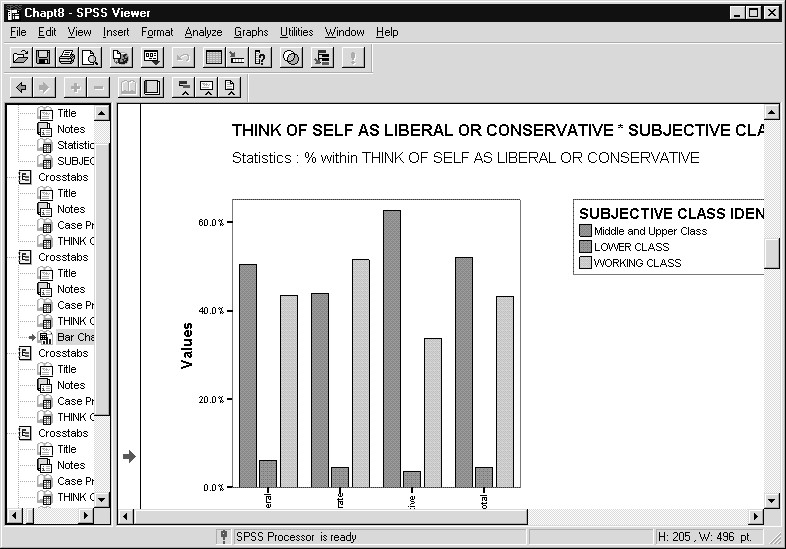 Chapt8 - SPSS Viewer
File Edit View Insert Format Analyze Graphs Utilities Window Help
Title
Notes
Statistic
SUBJEC
Crosstabs
Title
Notes
Case Pr
THINK C
Crosstabs
Title
Notes
Case Pr
THINK C
Bar Cha
Crosstabs
Title
Notes
Case Pr
THINK C
Crosstabs
Title
Notes
Case Pr
THINK C
THINK OF SELF AS LIBERAL OR CONSERVATIVE * SUBJECTIVE CLA
Statistics : % within THINK OF SELF AS LIBERAL OR CONSERVATIVE
60.0%
40.0%
20.0%
0.0%
Values
eral
rate
tive
otal
SUBJECTIVE CLASS IDEN
Middle and Upper Class
LOWER CLASS
WORKING CLASS
SPSS Processor is ready
H: 205 , W: 496 pt.